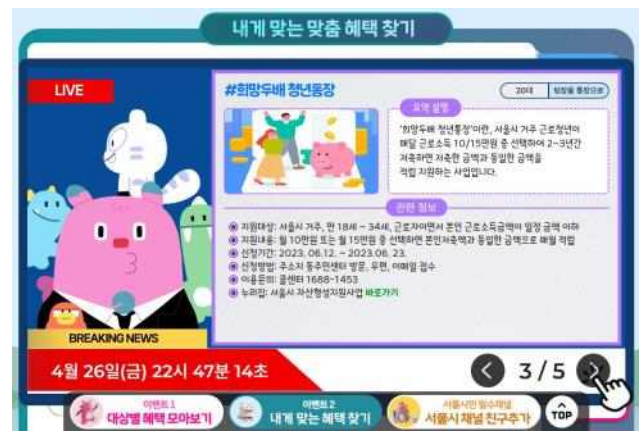 내게 맞는 맞춤 혜택 찾기
LIVE
#희망두배 청년통장
20대
요약 설명
'희망두배 청년통장'이란, 서울시 거주 근로청년이
매달 근로소득 10/15만원 중 선택하여 2~3년간
저축하면 저축한 금액과 동일한 금액을
적립 지원하는 사업입니다.
관련 정보
지원대상: 서울시 거주, 만 18세 ~ 34세, 근로자이면서 본인 근로소득금액이 일정 금액 이하
지원내용: 월 10만원 또는 월 15만원 중 선택하면 본인저축액과 동일한 금액으로 매월 적립
신청기간: 2023. 06. 12. ~ 2023. 06. 23.
신청방법: 주소지 동주민센터 방문, 우편, 이메일 접수
이용문의: 콜센터 1688-1453
누리집: 서울시 자산형성지원사업 바로가기
BREAKING NEWS
4월 26일(금) 22시 47분 14초
3 / 5
이벤트 1
대상별 혜택 모아보기
이벤트 2
내게 맞는 혜택 찾기
서울시민 필수채널
서울시 채널 친구추가
TOP